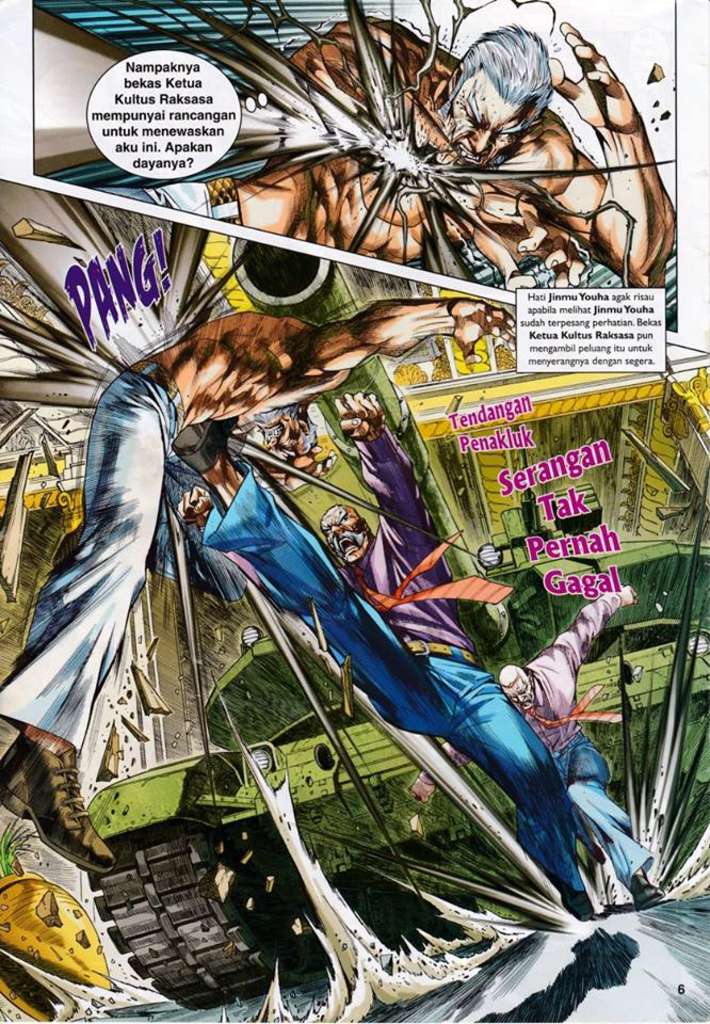 Nampaknya
bekas Ketua
Kultus Raksasa
mempunyai rancangan
untuk menewaskan
aku ini. Apakan
dayanya?
PANG!
Hati Jinmu Youha agak risau
apabila melihat Jinmu Youha
sudah terpesang perhatian. Bekas
Ketua Kultus Raksasa pun
mengambil peluang itu untuk
menyerangnya dengan segera.
Tendangan
Penakluk
Serangan
Tak
Pernah
Gagal
6